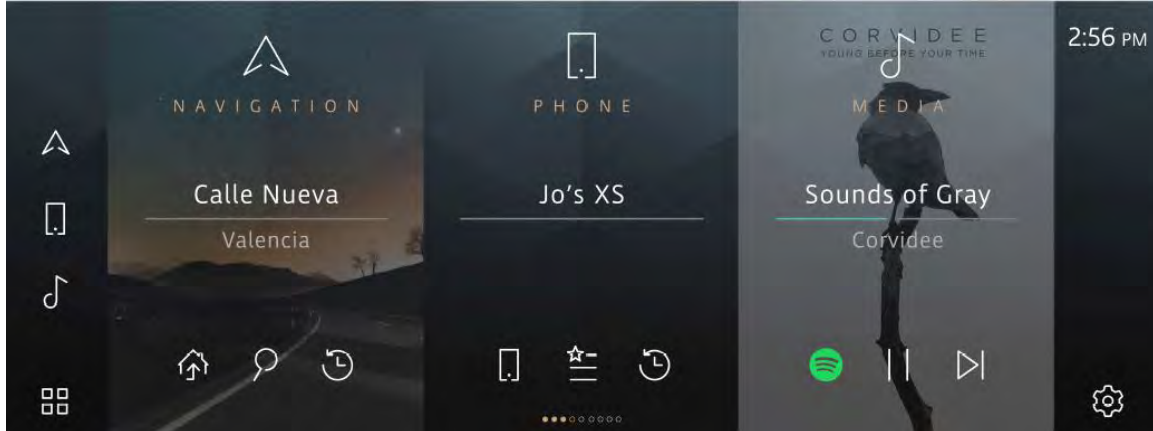 CORVIDEE
YOUNG BEFORE YOUR TIME
2:56 PM
NAVIGATION
PHONE
MEDIA
Calle Nueva
Jo's XS
Sounds of Gray
Valencia
Corvidee